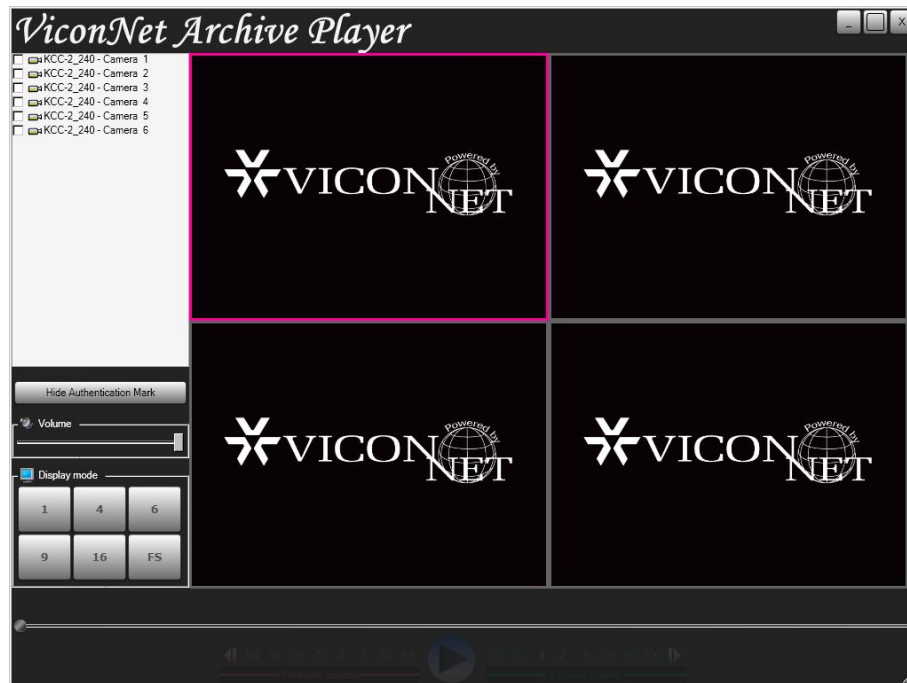 ViconNet Archive Player
KCC-2_240 - Camera 1
KCC-2_240 - Camera 2
KCC-2_240 - Camera 3
KCC-2_240 - Camera 4
KCC-2_240 - Camera 5
KCC-2_240 - Camera 6
Powered by
VICON NET
Powered by
VICON NET
Hide Authentication Mark
Volume
Display mode
1 4 6
9 16 FS
Powered by
VICON NET
Powered by
VICON NET